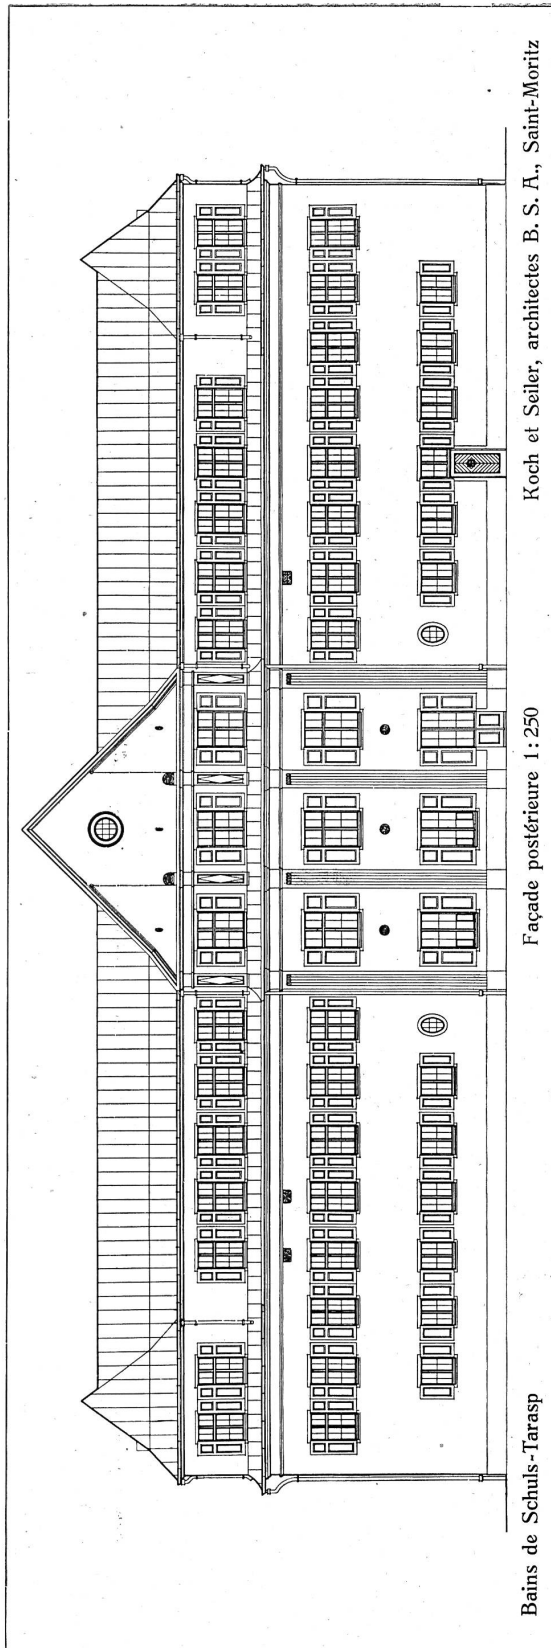 Bains de Schuls-Tarasp
Façade postérieure 1 : 250
Koch et Seiler, architectes B. S. A., Saint-Moritz